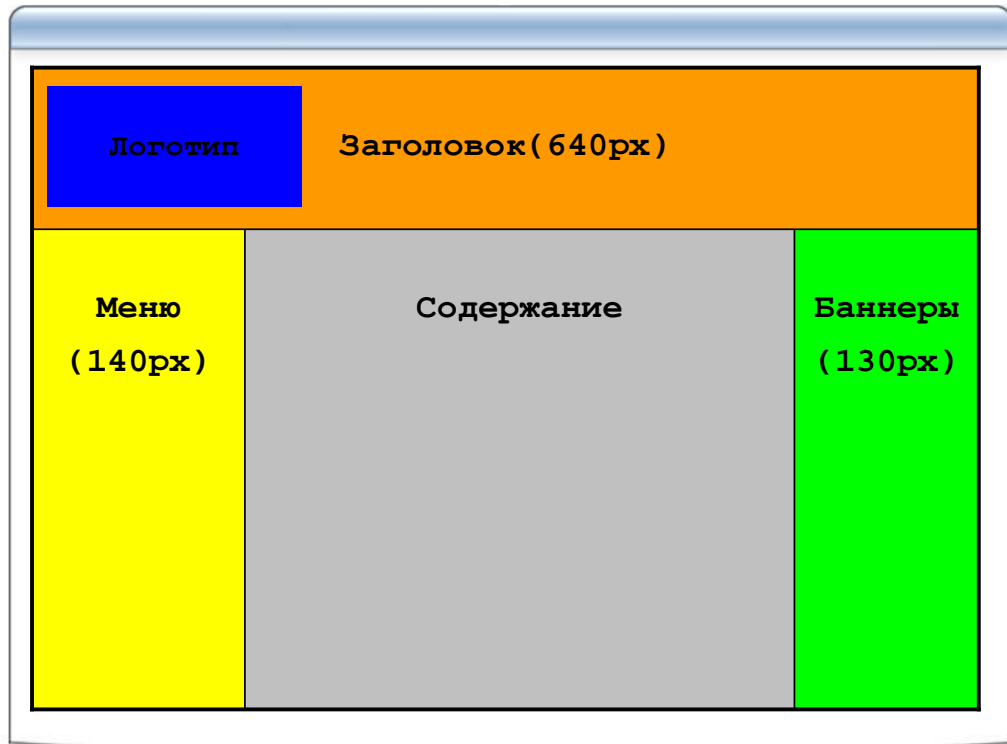 Логотип
Заголовок(640px)
Меню
(140px)
Содержание
Баннеры
(130px)